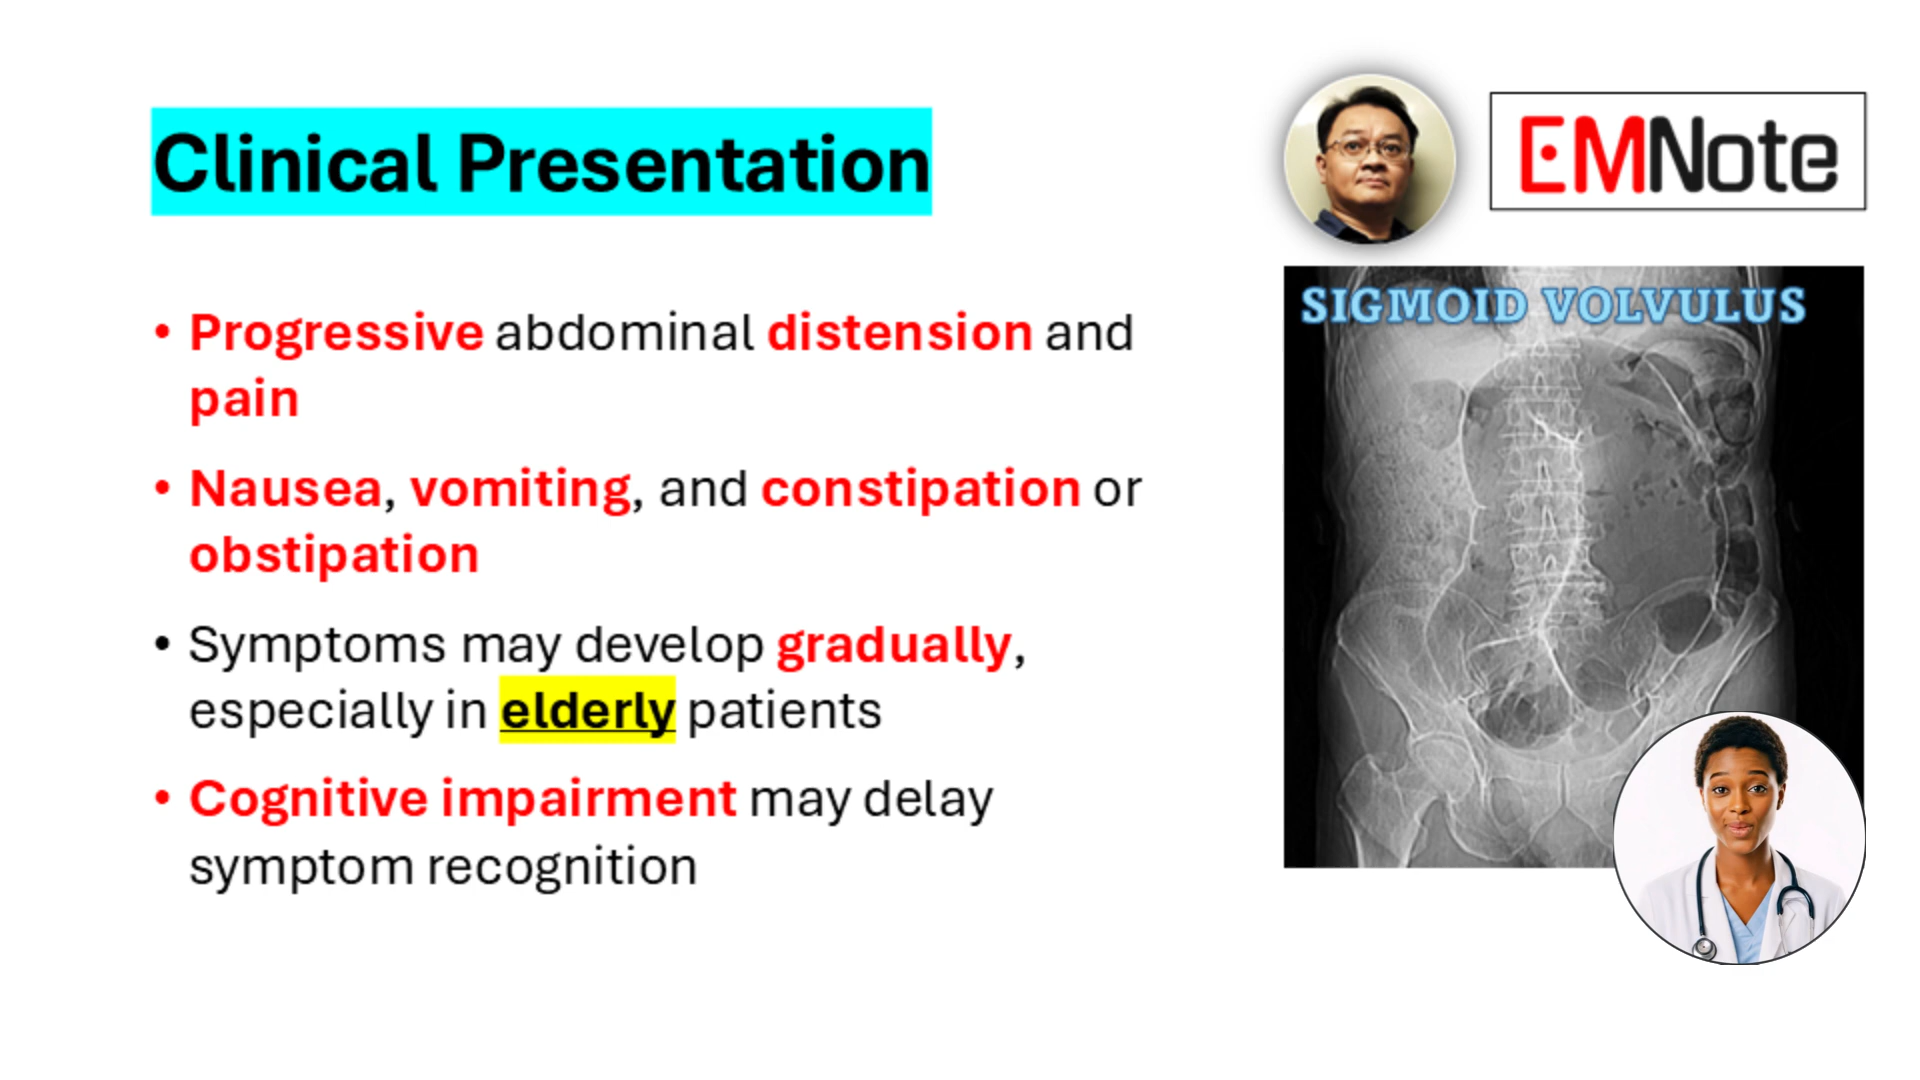 Clinical Presentation
EMNote
SIGMOID VOLVULUS
• Progressive abdominal distension and
pain
• Nausea, vomiting, and constipation or
obstipation
• Symptoms may develop gradually,
especially in elderly patients
• Cognitive impairment may delay
symptom recognition